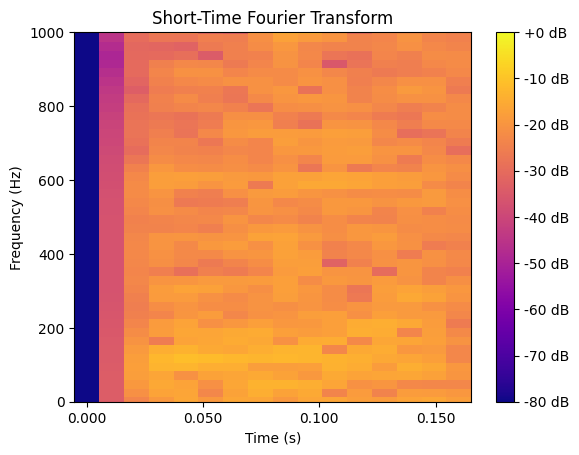 Short-Time Fourier Transform
1000
800
600
400
200
0
Frequency (Hz)
0.000
0.050
0.100
0.150
Time (s)
+0 dB
-10 dB
-20 dB
-30 dB
-40 dB
-50 dB
-60 dB
-70 dB
-80 dB